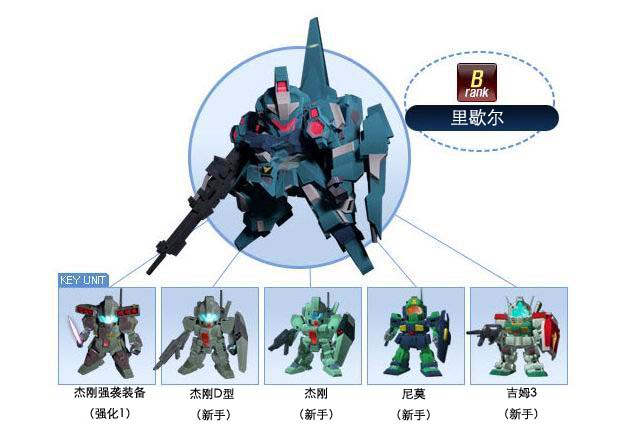 B
rank
里歇尔
KEY UNIT
杰刚强袭装备
(强化1)
杰刚D型
(新手)
杰刚
(新手)
尼莫
(新手)
吉姆3
(新手)